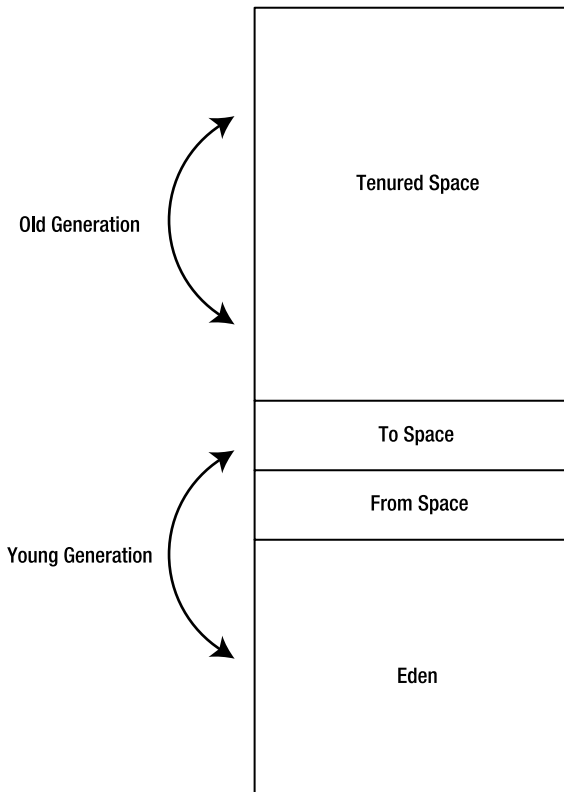 Tenured Space
Old Generation
To Space
From Space
Young Generation
Eden